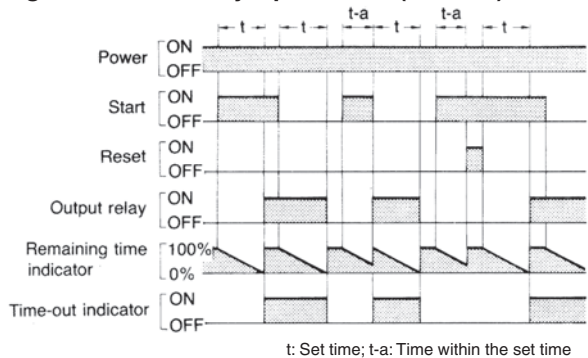 t t t-a t t-a t
Power ON
OFF
Start ON
OFF
Reset ON
OFF
Output relay ON
OFF
Remaining time indicator 100%
0%
Time-out indicator ON
OFF
t: Set time; t-a: Time within the set time